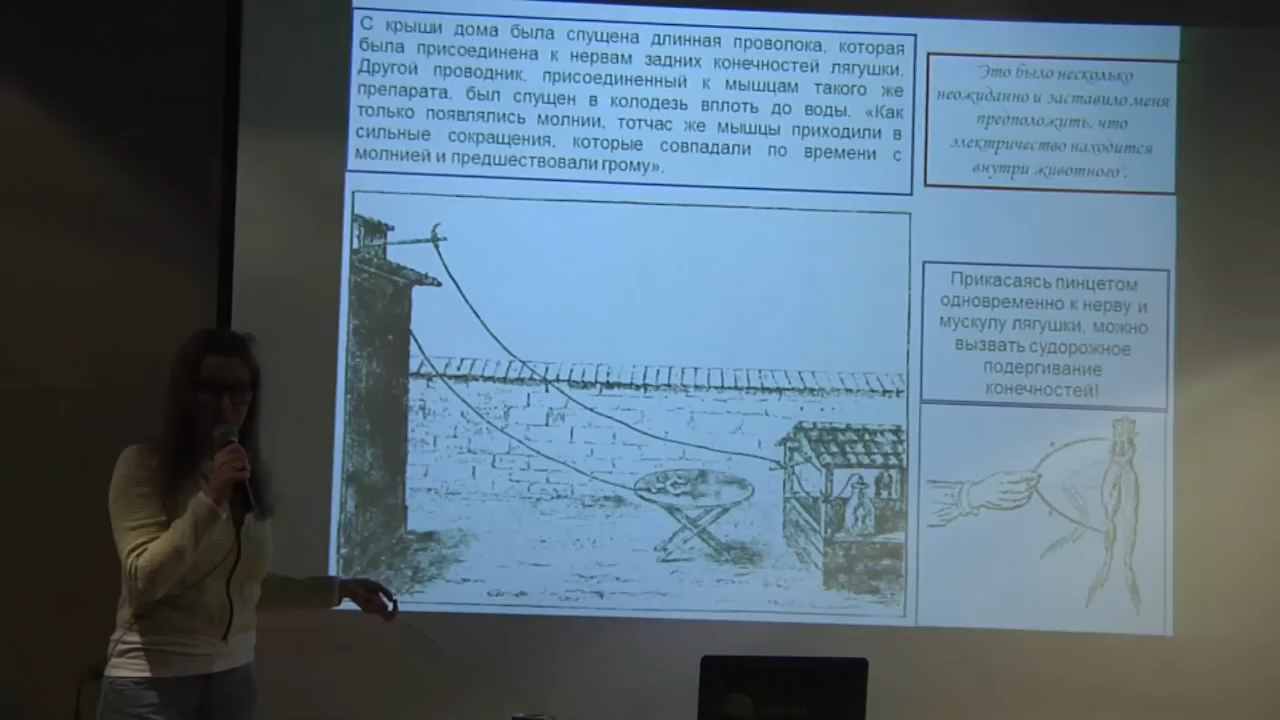 С крыши дома была спущена длинная проволока, которая
была присоединена к нервам задних конечностей лягушки.
Другой проводник, присоединенный к мышцам такого же
препарата, был спущен в колодезь вплоть до воды. «Как
только появлялись молнии, тотчас же мышцы приходили в
сильные сокращения, которые совпадали по времени с
молнией и предшествовали грому».
"Это было несколько
неожиданно и заставило меня
предположить, что
электричество находится
внутри животного".
Прикасаясь пинцетом
одновременно к нерву и
мускулу лягушки, можно
вызвать судорожное
подергивание
конечностей!